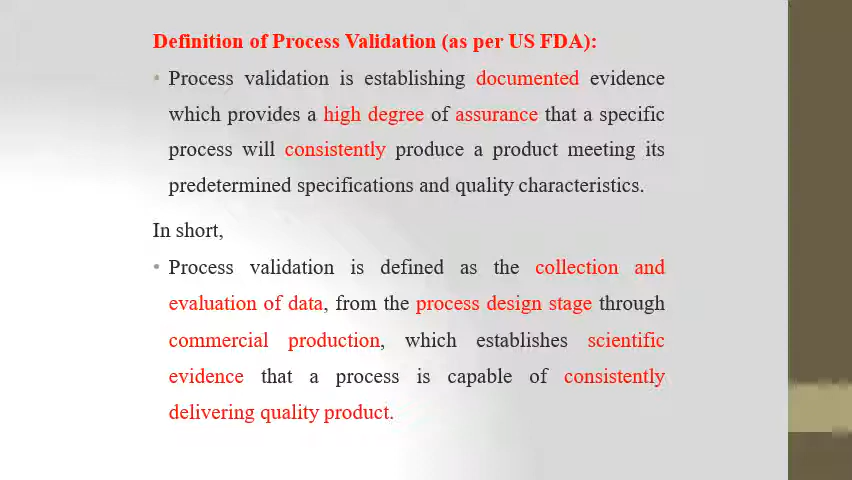 Definition of Process Validation (as per US FDA):
• Process validation is establishing documented evidence
which provides a high degree of assurance that a specific
process will consistently produce a product meeting its
predetermined specifications and quality characteristics.
In short,
• Process validation is defined as the collection and
evaluation of data, from the process design stage through
commercial production, which establishes scientific
evidence that a process is capable of consistently
delivering quality product.